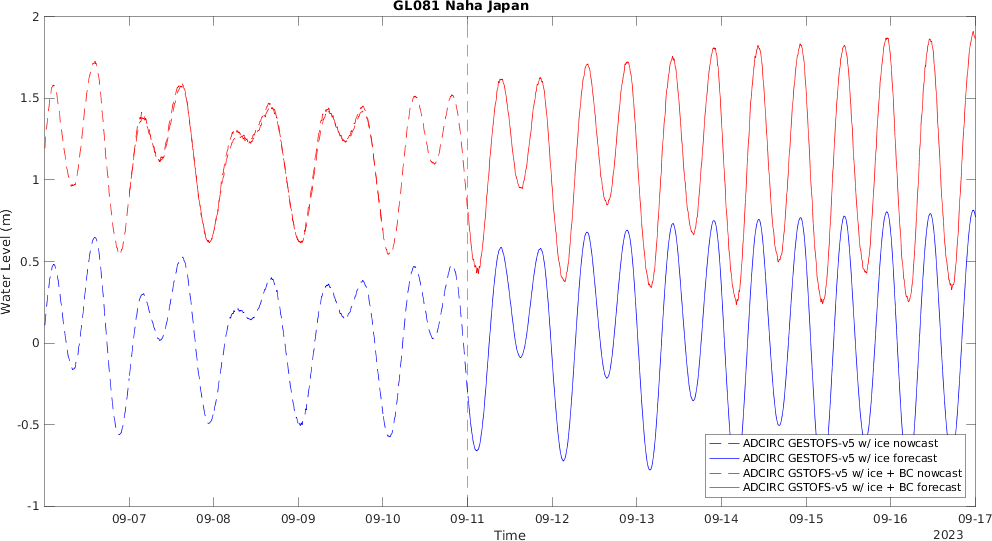 GL081 Naha Japan
2
1.5
1
0.5
0
-0.5
-1
Water Level (m)
ADCIRC GESTOFS-v5 w/ ice nowcast
ADCIRC GESTOFS-v5 w/ ice forecast
ADCIRC GSTOFS-v5 w/ ice + BC nowcast
ADCIRC GSTOFS-v5 w/ ice + BC forecast
09-07 09-08 09-09 09-10 09-11 09-12 09-13 09-14 09-15 09-16 09-17
Time
2023